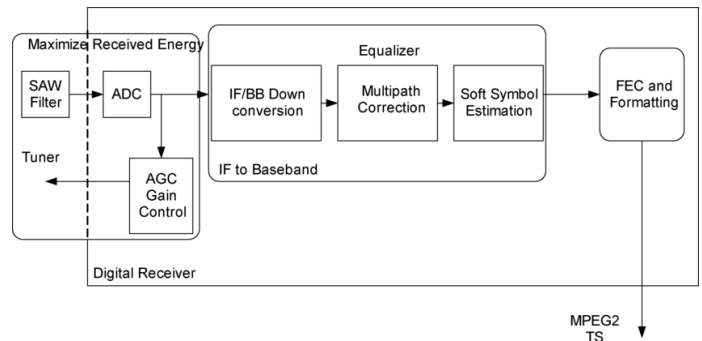 Maximize Received Energy
SAW
Filter
ADC
Tuner
AGC
Gain
Control
Equalizer
IF/BB Down
conversion
Multipath
Correction
Soft Symbol
Estimation
IF to Baseband
FEC and
Formatting
Digital Receiver
MPEG2
TS